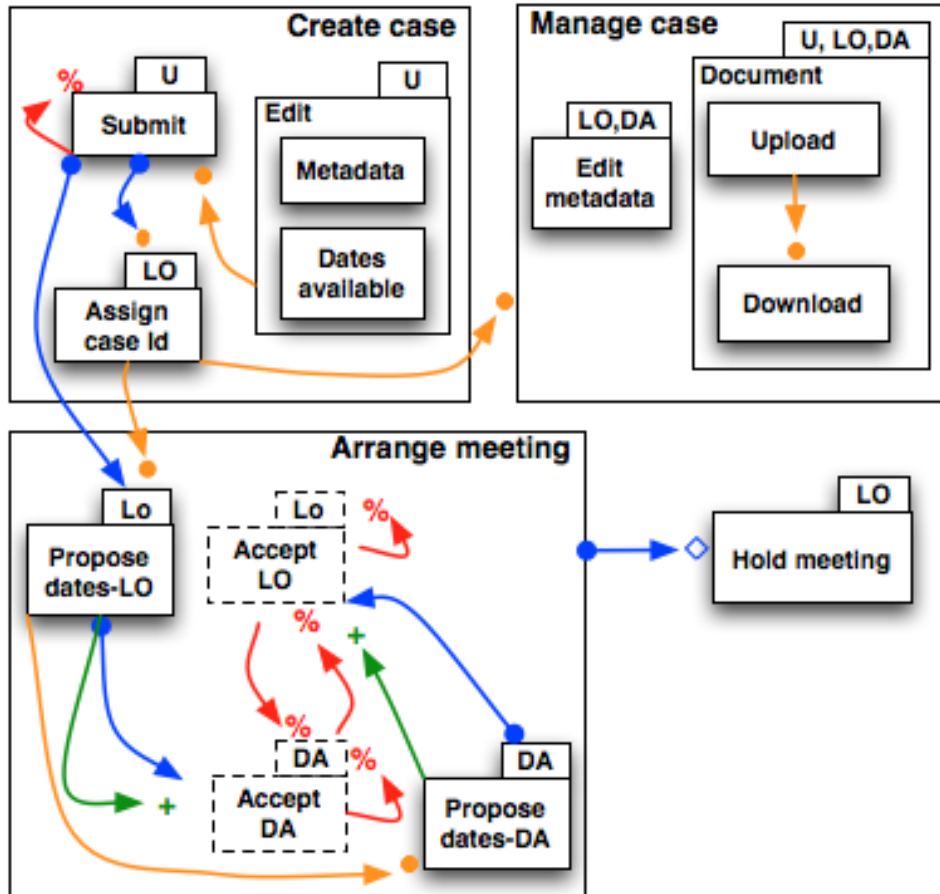 Create case
%
U
Submit
U
Edit
Metadata
Dates
available
LO
Assign
case Id
Manage case
U, LO,DA
Document
LO,DA
Edit
metadata
Upload
Download
Arrange meeting
Lo
Propose
dates-LO
Lo
%
Accept
LO
%
+
%
DA
%
Accept
DA
+
DA
Propose
dates-DA
LO
Hold meeting